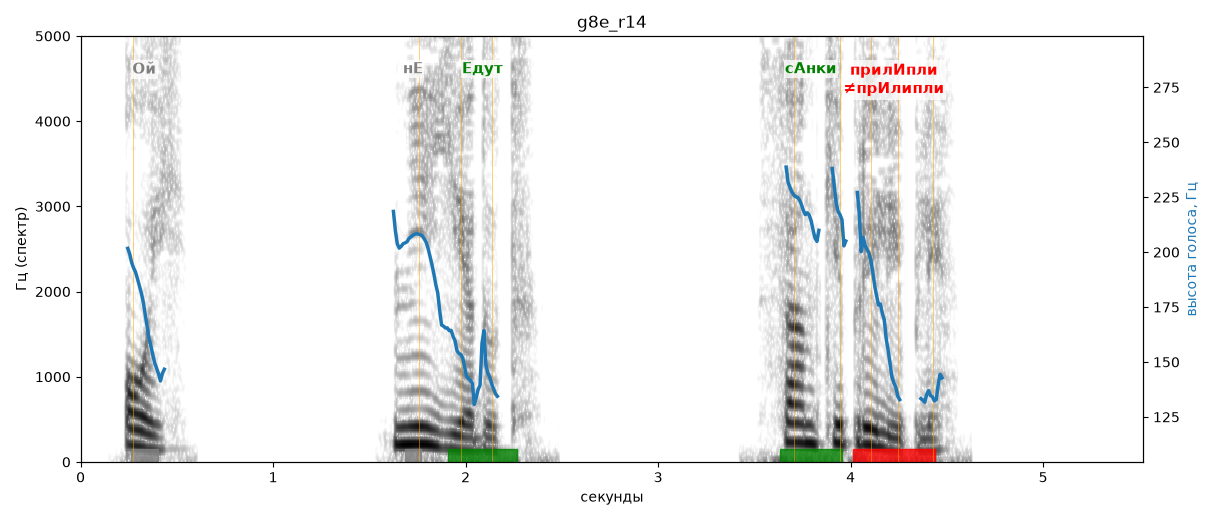 g8e_r14
5000
4000
3000
2000
1000
0
Гц (спектр)
Ой
нЕ
Едут
сАнки
прилИпли
≠прИлипли
275
250
225
200
175
150
125
высота голоса, Гц
0
1
2
3
4
5
секунды